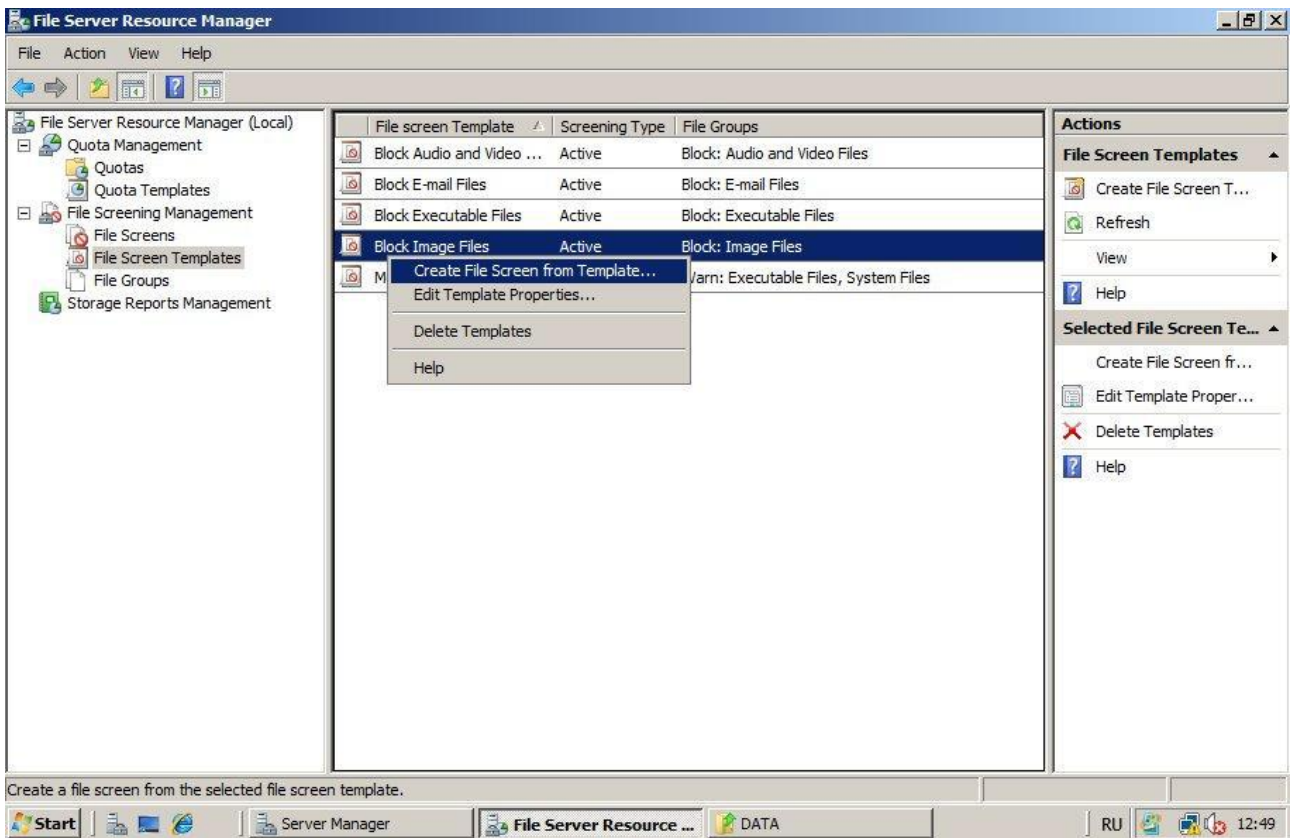 File Server Resource Manager
File Action View Help
File Server Resource Manager (Local)
Quota Management
Quotas
Quota Templates
File Screening Management
File Screens
File Screen Templates
File Groups
Storage Reports Management
File screen Template Screening Type File Groups
Block Audio and Video ... Active Block: Audio and Video Files
Block E-mail Files Active Block: E-mail Files
Block Executable Files Active Block: Executable Files
Block Image Files Active Block: Image Files
Executable Files, System Files
Create File Screen from Template...
Edit Template Properties...
Delete Templates
Help
Actions
File Screen Templates
Create File Screen T...
Refresh
View
Help
Selected File Screen Te...
Create File Screen fr...
Edit Template Proper...
Delete Templates
Help
Create a file screen from the selected file screen template.
Start Server Manager File Server Resource ... DATA RU 12:49